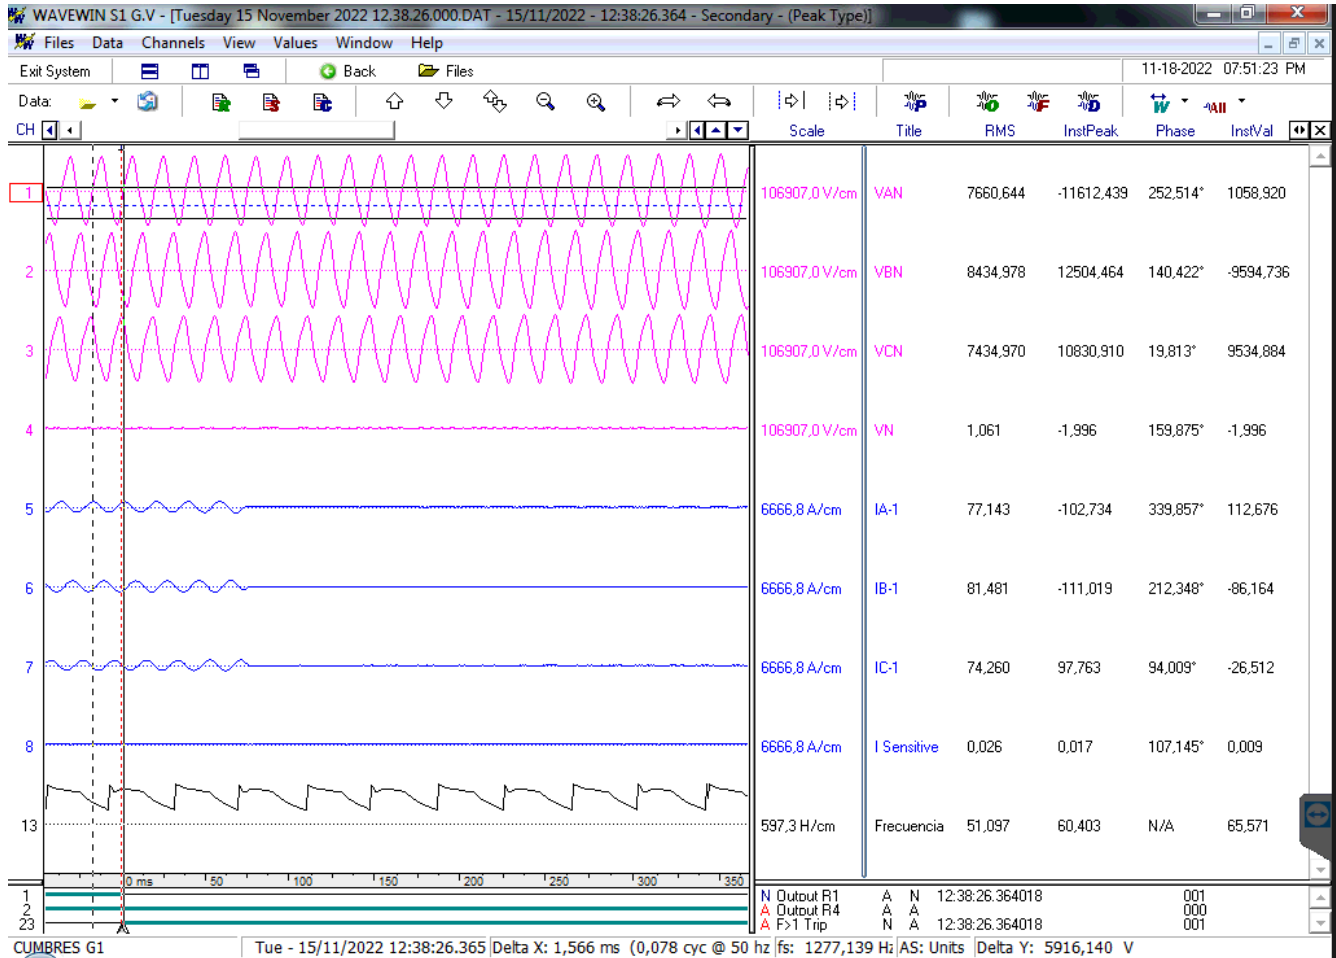 WAVEWIN S1 G.V - [Tuesday 15 November 2022 12.38.26.000.DAT - 15/11/2022 - 12:38:26.364 - Secondary - (Peak Type)]
Files Data Channels View Values Window Help
Exit System Back Files 11-18-2022 07:51:23 PM
Data:
CH Scale Title RMS InstPeak Phase InstVal
1 106907,0 V/cm VAN 7660,644 -11612,439 252,514° 1058,920
2 106907,0 V/cm VBN 8434,978 12504,464 140,422° -9594,736
3 106907,0 V/cm VCN 7434,970 10830,910 19,813° 9534,884
4 106907,0 V/cm VN 1,061 -1,996 159,875° -1,996
5 6666,8 A/cm IA-1 77,143 -102,734 339,857° 112,676
6 6666,8 A/cm IB-1 81,481 -111,019 212,348° -86,164
7 6666,8 A/cm IC-1 74,260 97,763 94,009° -26,512
8 6666,8 A/cm I Sensitive 0,026 0,017 107,145° 0,009
13 597,3 H/cm Frecuencia 51,097 60,403 N/A 65,571
0 ms 50 100 150 200 250 300 350
1 N Output R1 A N 12:38:26.364018 001
2 A Output R4 A A 000
23 A F>1 Trip N A 12:38:26.364018 001
CUMBRES G1 Tue - 15/11/2022 12:38:26.365 Delta X: 1,566 ms (0,078 cyc @ 50 hz fs: 1277,139 Hz AS: Units Delta Y: 5916,140 V